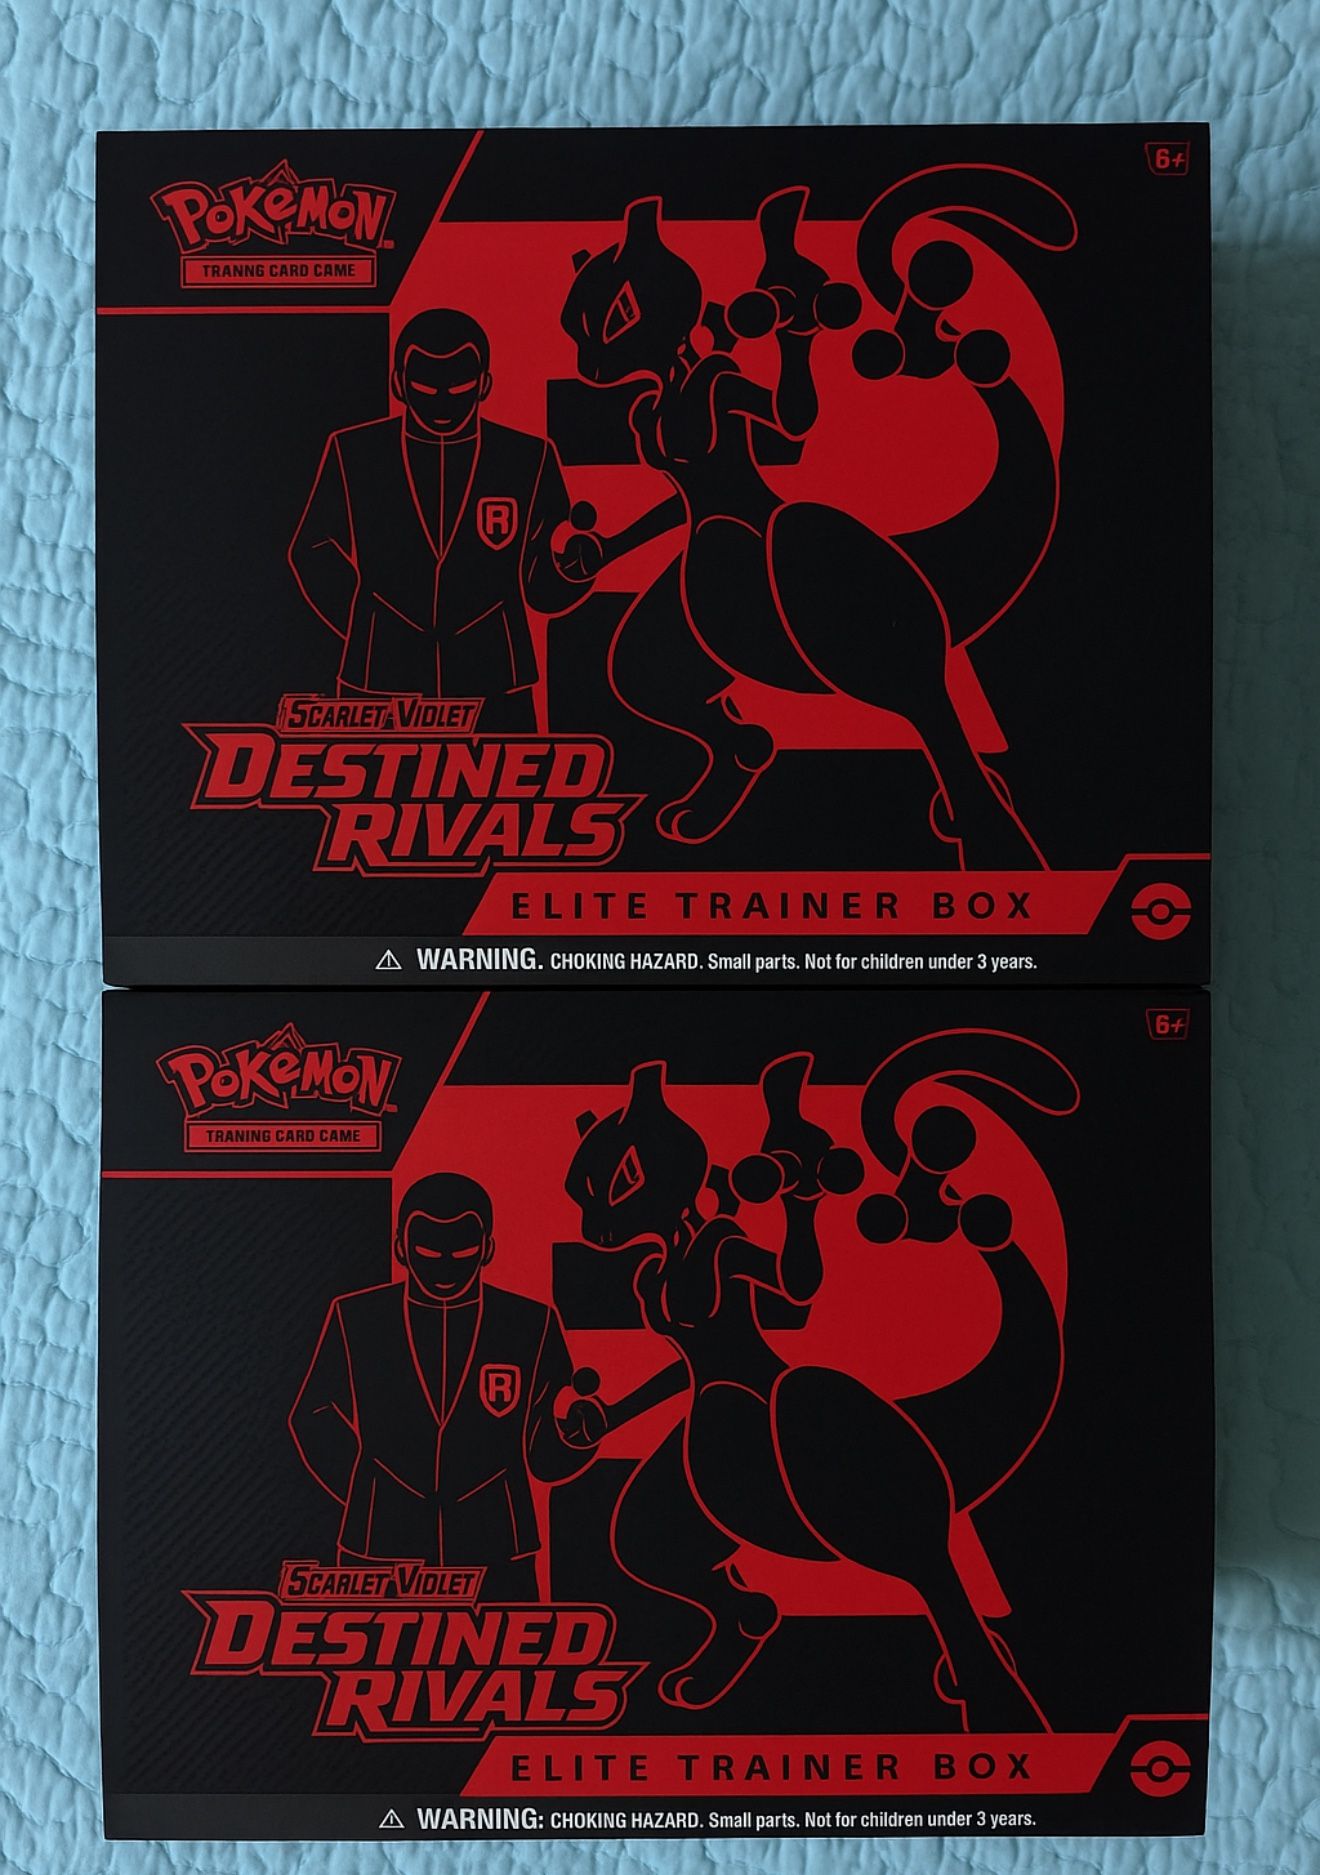 6+
POKéMON
TRANNG CARD CAME
R
SCARLET VIOLET
DESTINED
RIVALS
ELITE TRAINER BOX
⚠ WARNING. CHOKING HAZARD. Small parts. Not for children under 3 years.
6+
POKéMON
TRANING CARD CAME
R
SCARLET VIOLET
DESTINED
RIVALS
ELITE TRAINER BOX
⚠ WARNING: CHOKING HAZARD. Small parts. Not for children under 3 years.